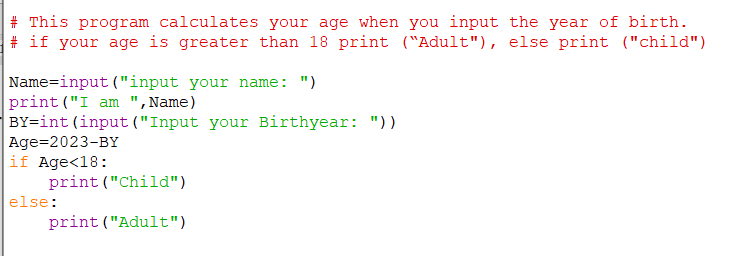 # This program calculates your age when you input the year of birth.
# if your age is greater than 18 print (“Adult"), else print ("child")
Name=input("input your name: ")
print("I am ",Name)
BY=int(input("Input your Birthyear: "))
Age=2023-BY
if Age<18:
    print("Child")
else:
    print("Adult")